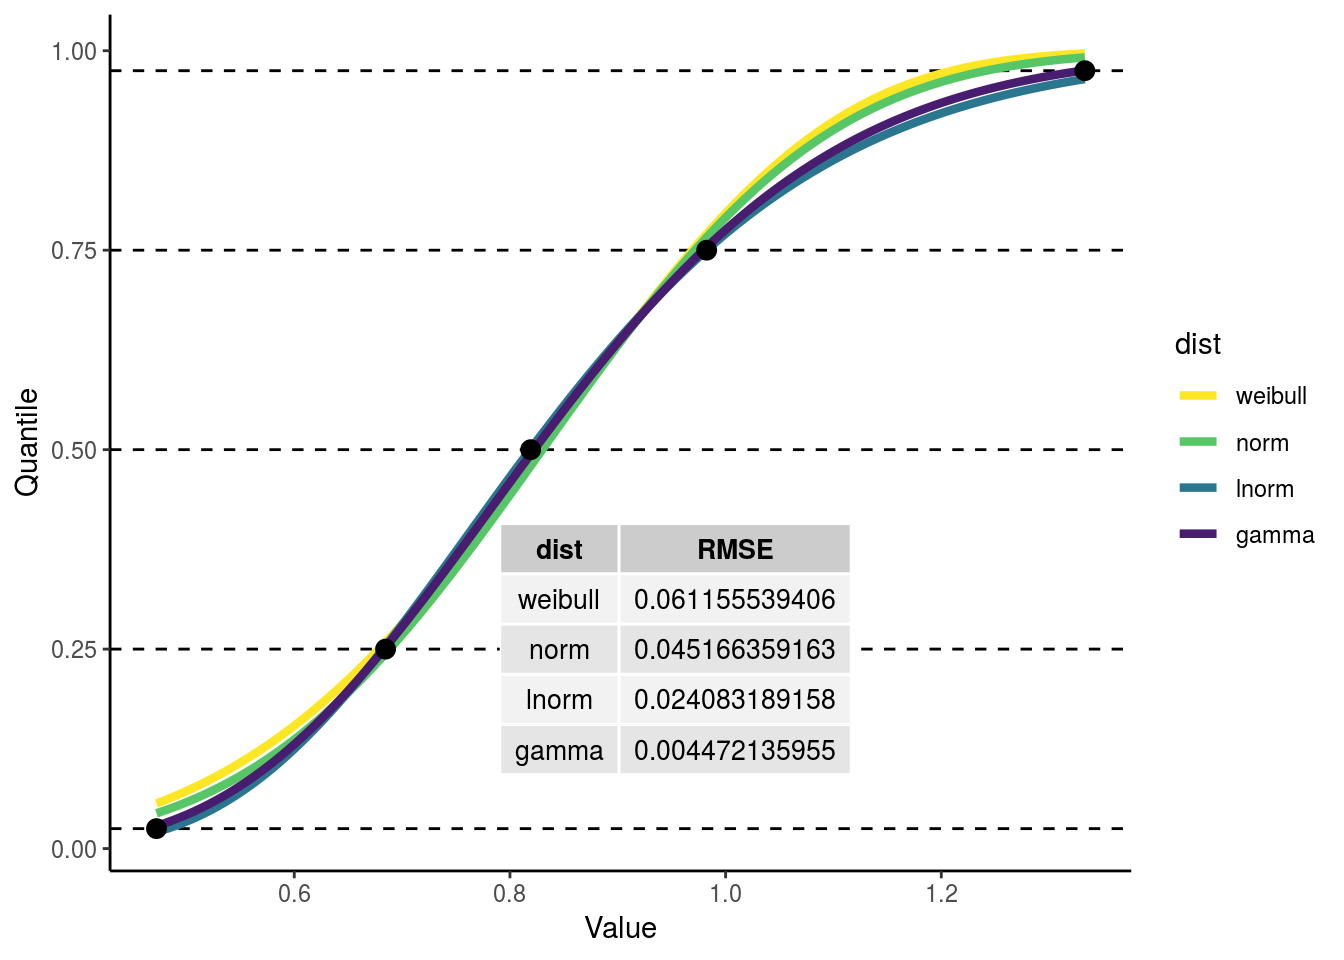 1.00
0.75
0.50
0.25
0.00
Quantile
0.6 0.8 1.0 1.2
Value
dist RMSE
weibull 0.061155539406
norm 0.045166359163
lnorm 0.024083189158
gamma 0.004472135955
dist
weibull
norm
lnorm
gamma